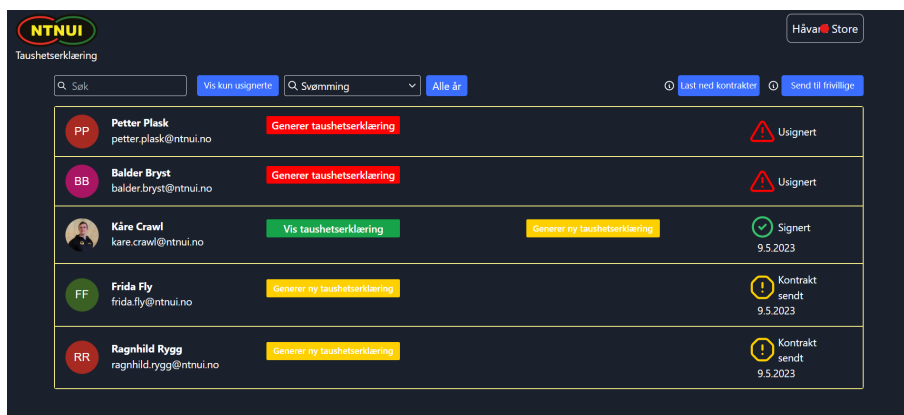 NTNUI
Taushetserklæring
Store
Søk
Vis kun usignerte
Svømming
Alle år
Last ned kontrakter
Send til frivillige
PP
Petter Plask
petter.plask@ntnui.no
Generer taushetserklæring
Usignert
BB
Balder Bryst
balder.bryst@ntnui.no
Generer taushetserklæring
Usignert
Kåre Crawl
kare.crawl@ntnui.no
Vis taushetserklæring
Generer ny taushetserklæring
Signert
9.5.2023
FF
Frida Fly
frida.fly@ntnui.no
Generer ny taushetserklæring
Kontrakt
sendt
9.5.2023
RR
Ragnhild Rygg
ragnhild.rygg@ntnui.no
Generer ny taushetserklæring
Kontrakt
sendt
9.5.2023